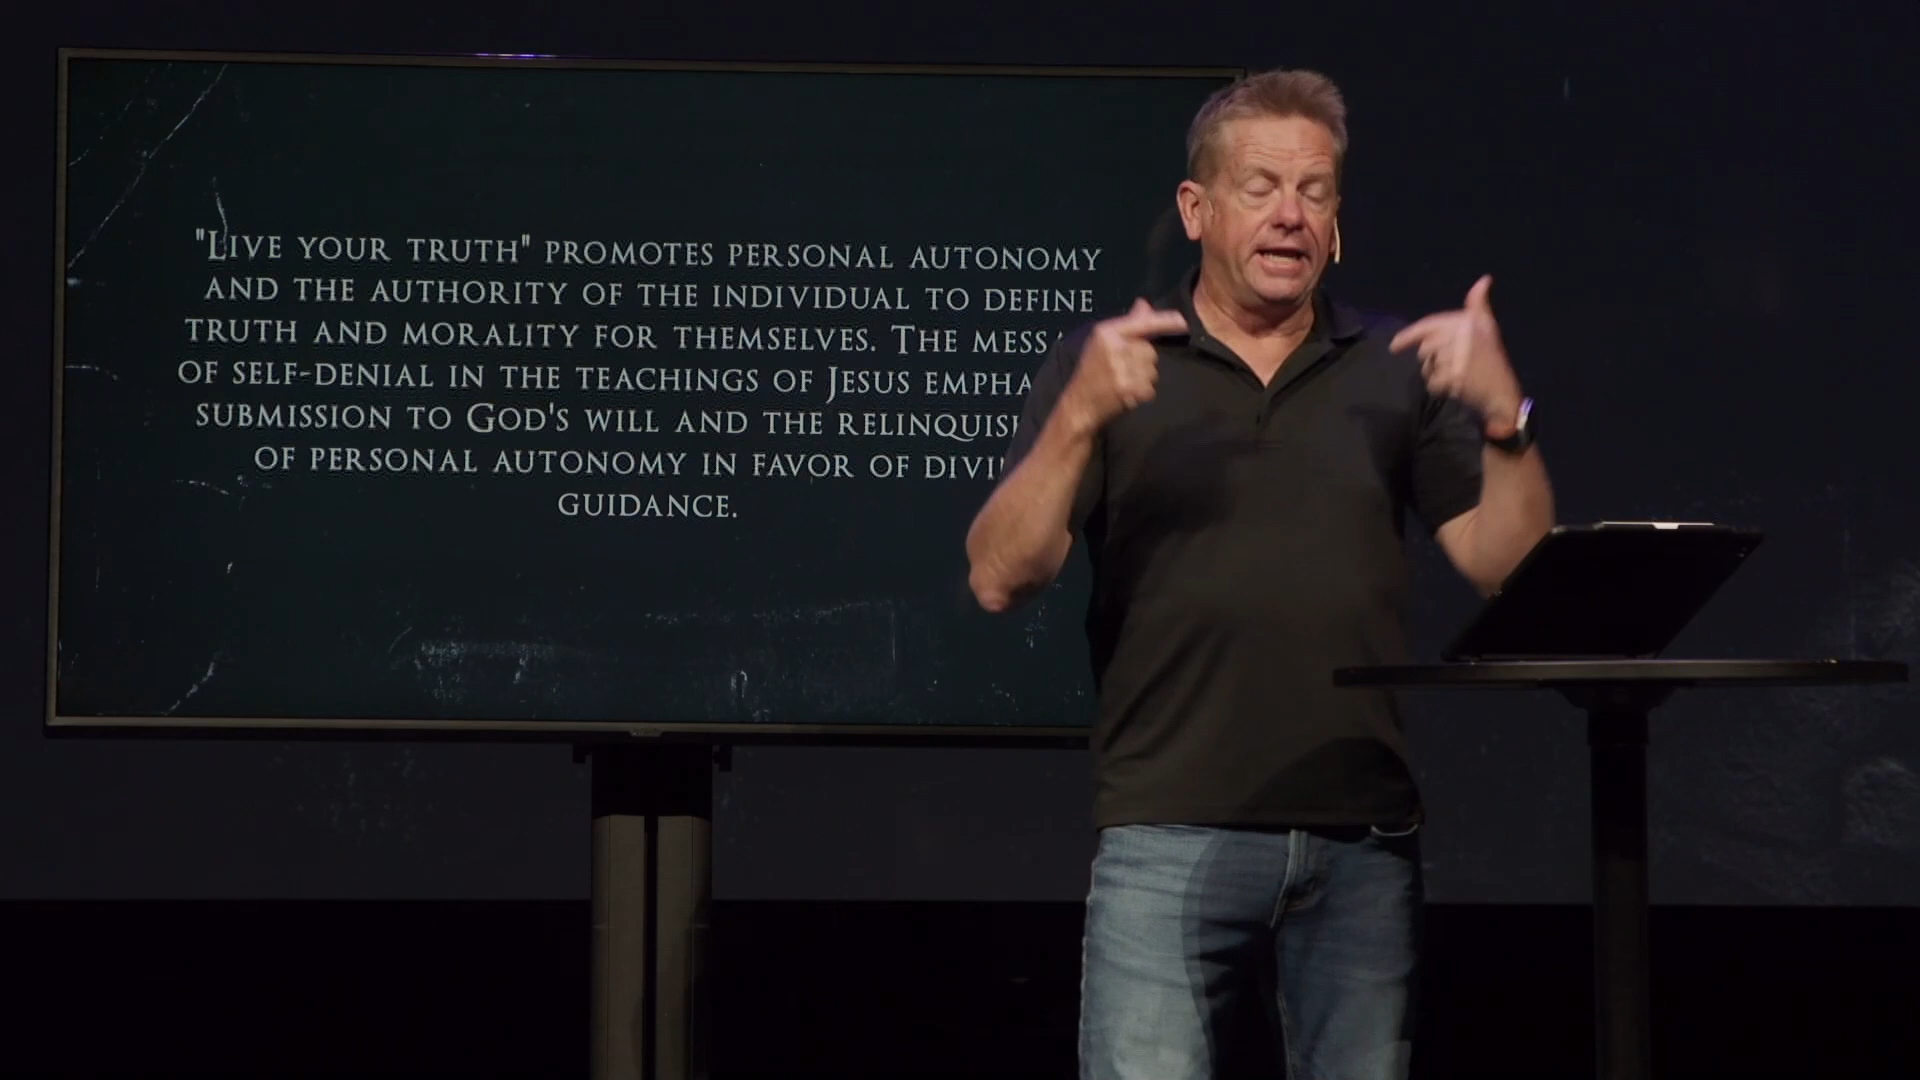 "Live your truth" promotes personal autonomy
and the authority of the individual to define
truth and morality for themselves. The
of self-denial in the teachings of Jesus
submission to God's will and the
of personal autonomy in favor of
guidance.